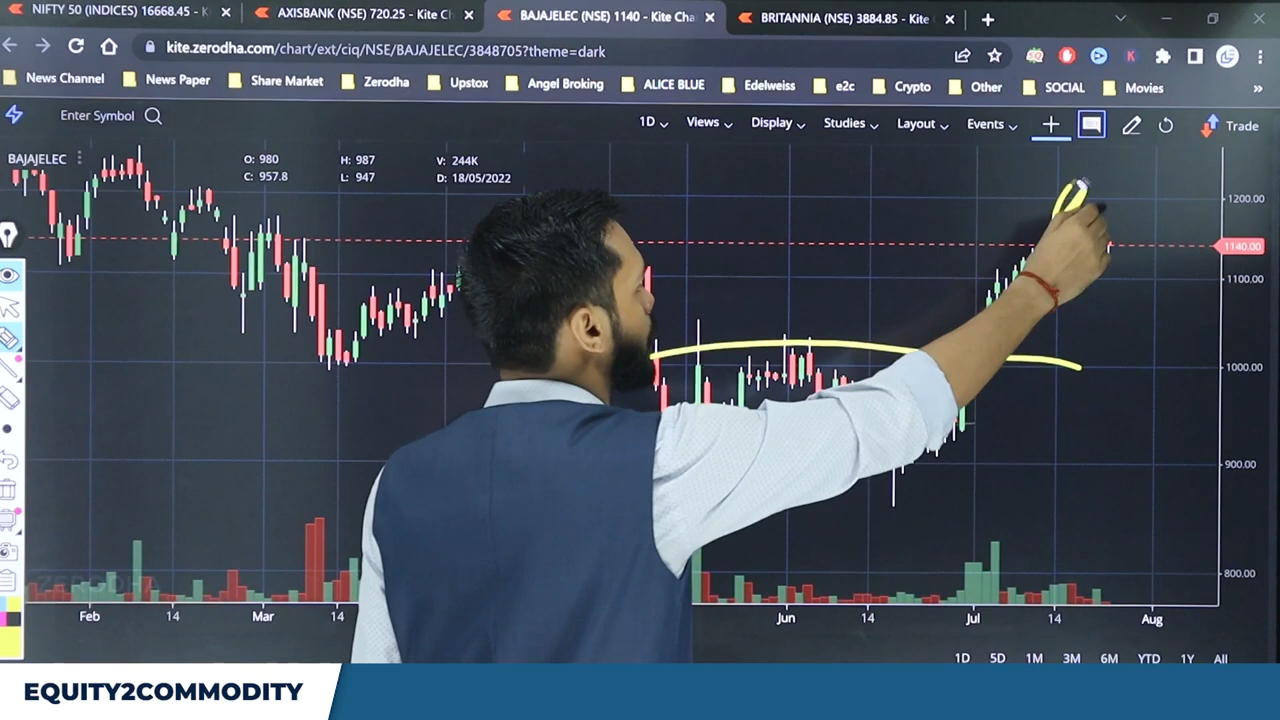 NIFTY 50 (INDICES) 16668.45 - K
AXISBANK (NSE) 720.25 - Kite C
BAJAJELEC (NSE) 1140 - Kite Cha
BRITANNIA (NSE) 3884.85 - Kite
kite.zerodha.com/chart/ext/ciq/NSE/BAJAJELEC/3848705?theme=dark
News Channel
News Paper
Share Market
Zerodha
Upstox
Angel Broking
ALICE BLUE
Edelweiss
e2c
Crypto
Other
SOCIAL
Movies
Enter Symbol
1D
Views
Display
Studies
Layout
Events
Trade
BAJAJELEC
O: 980
H: 987
V: 244K
C: 957.8
L: 947
D: 18/05/2022
1200.00
1140.00
1100.00
1000.00
900.00
800.00
ZERODHA
Feb
14
Mar
14
Jun
14
Jul
14
Aug
1D
5D
1M
3M
6M
YTD
1Y
All
EQUITY2COMMODITY